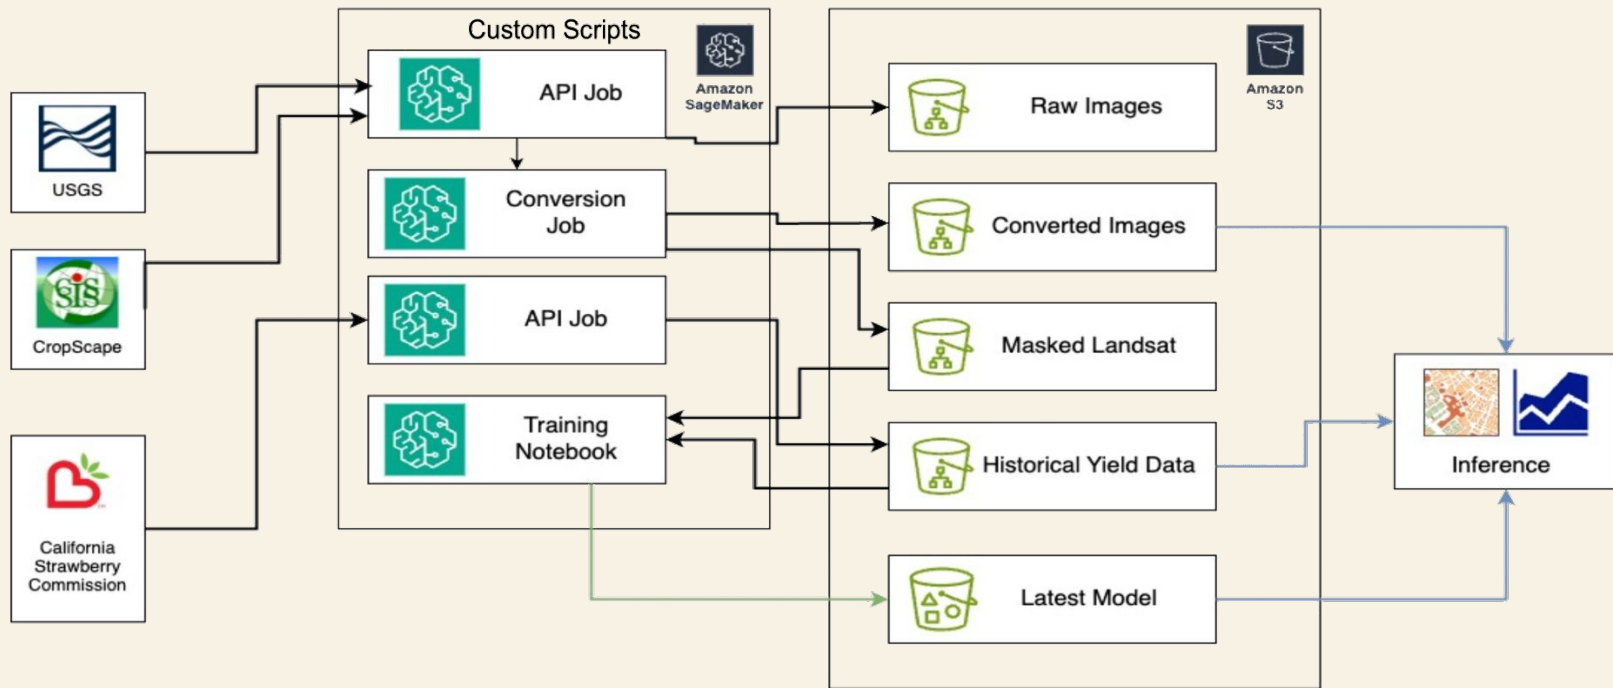 Custom Scripts
Amazon
SageMaker
Amazon
S3
USGS
SIS
CropScape
California
Strawberry
Commission
API Job
Conversion
Job
API Job
Training
Notebook
Raw Images
Converted Images
Masked Landsat
Historical Yield Data
Latest Model
Inference